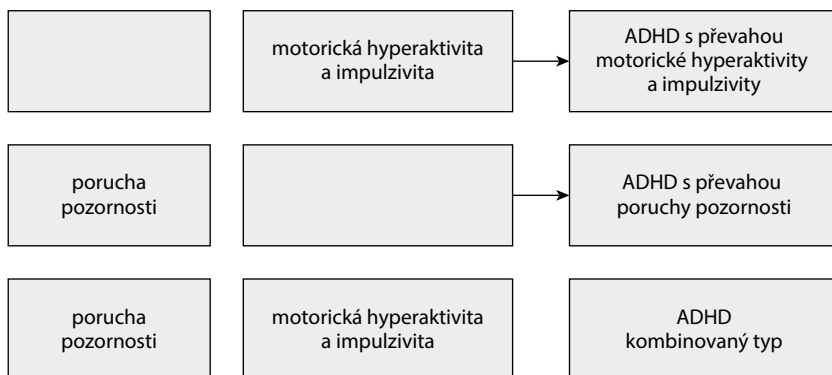 motorická hyperaktivita
a impulzivita
ADHD s převahou
motorické hyperaktivity
a impulzivity
porucha
pozornosti
ADHD s převahou
poruchy pozornosti
porucha
pozornosti
motorická hyperaktivita
a impulzivita
ADHD
kombinovaný typ